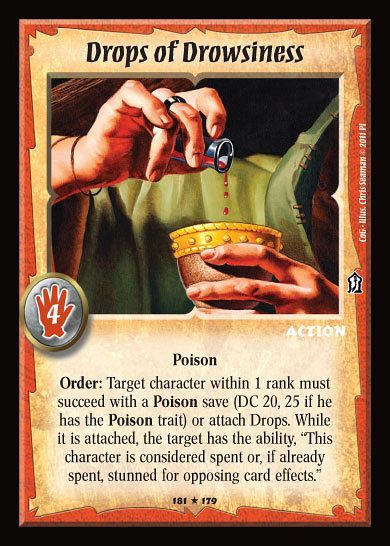 Drops of Drowsiness
C06 • Illus. Chris Seaman © 2011 PI
4
ACTION
Poison
Order: Target character within 1 rank must
succeed with a Poison save (DC 20, 25 if he
has the Poison trait) or attach Drops. While
it is attached, the target has the ability, “This
character is considered spent or, if already
spent, stunned for opposing card effects.”
181 ★ 179